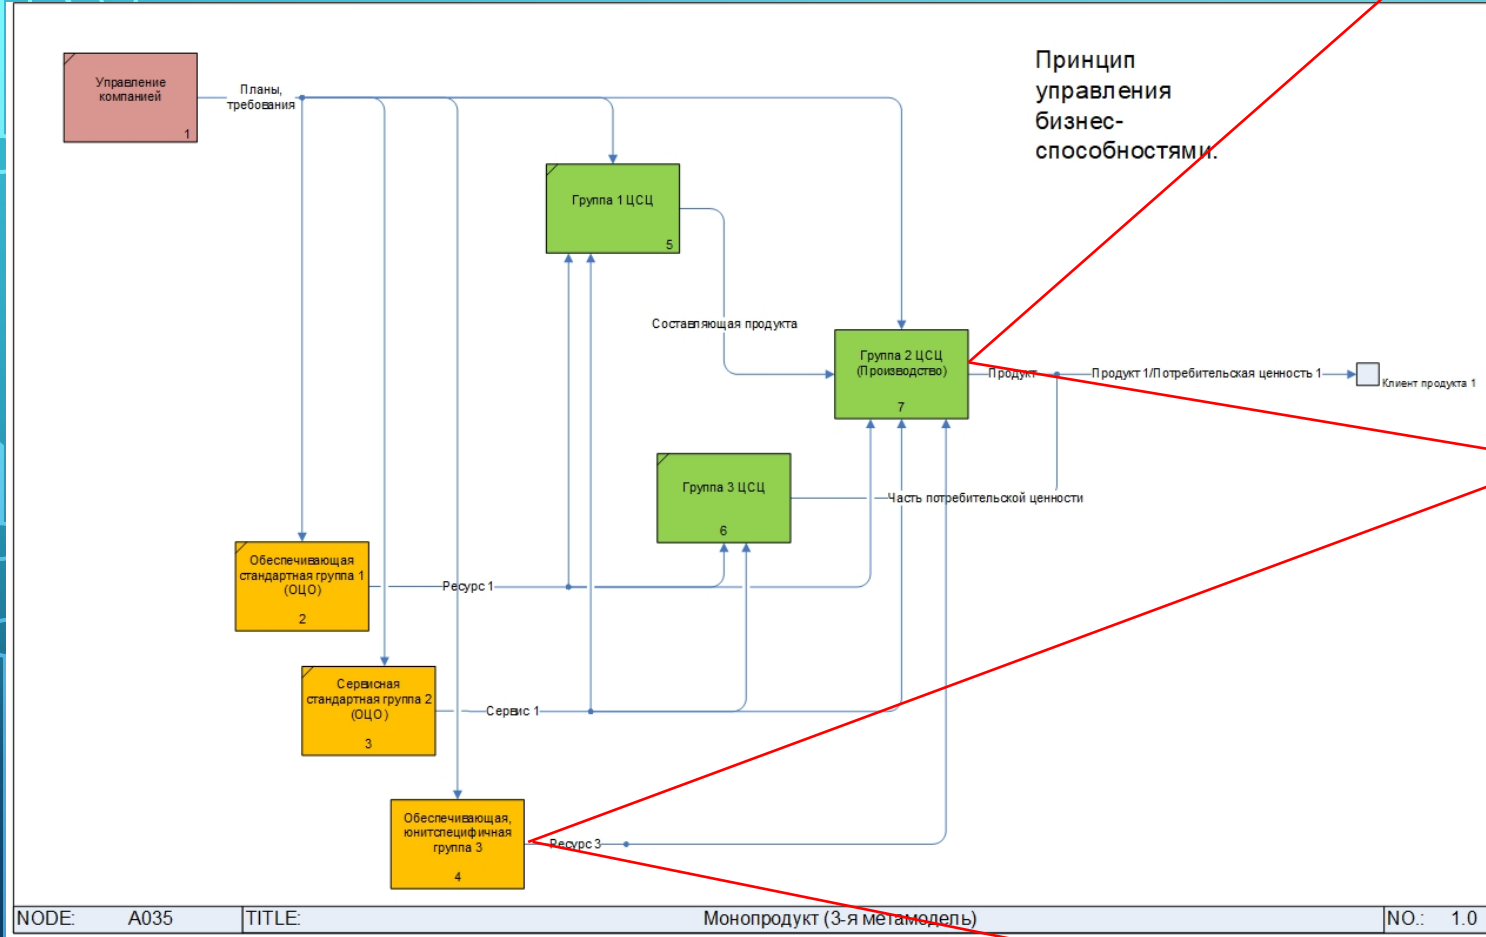 Принцип
управления
бизнес-
способностями.
Управление
компанией
1
Планы,
требования
Группа 1 ЦСЦ
5
Составляющая продукта
Группа 2 ЦСЦ
(Производство)
7
Продукт
Продукт 1/Потребительская ценность 1
Клиент продукта 1
Группа 3 ЦСЦ
6
Часть потребительской ценности
Обеспечивающая
стандартная группа 1
(ОЦО)
2
Ресурс 1
Сервисная
стандартная группа 2
(ОЦО)
3
Сервис 1
Обеспечивающая,
юнитспецифичная
группа 3
4
Ресурс 3
NODE: A035 TITLE: Монопродукт (3-я метамодель) NO.: 1.0